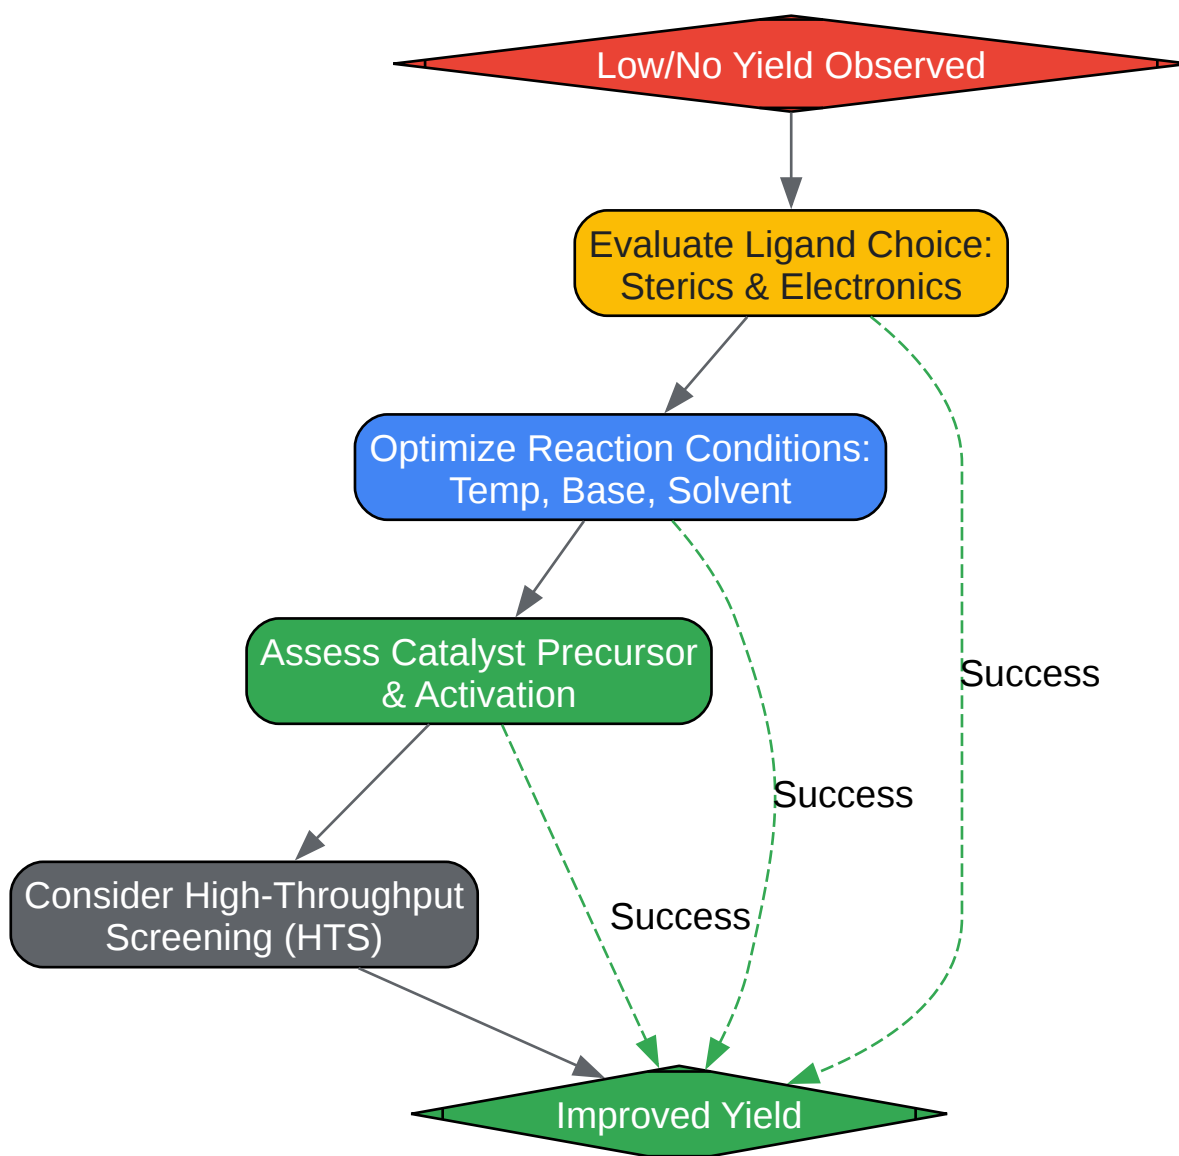 Low/No Yield Observed
Evaluate Ligand Choice:
Sterics & Electronics
Optimize Reaction Conditions:
Temp, Base, Solvent
Assess Catalyst Precursor
& Activation
Success
Success
Consider High-Throughput
Screening (HTS)
Success
Improved Yield